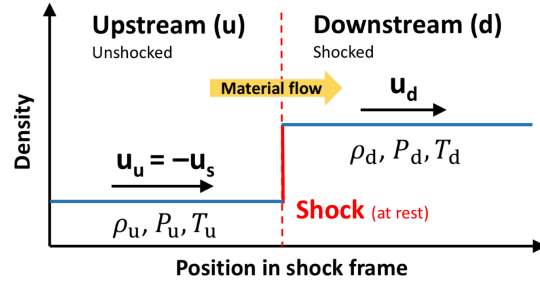 Upstream (u)
Unshocked
Downstream (d)
Shocked
Material flow
u_d
u_u = −u_s
ρ_d, P_d, T_d
ρ_u, P_u, T_u
Shock (at rest)
Density
Position in shock frame